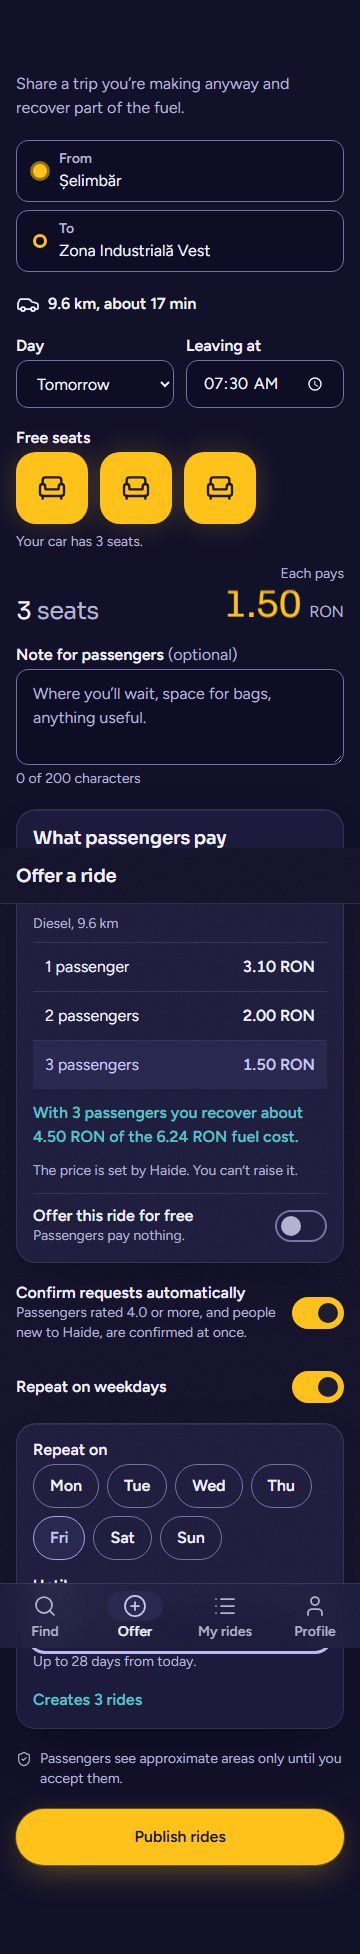 Share a trip you’re making anyway and
recover part of the fuel.
From
Șelimbăr
To
Zona Industrială Vest
9.6 km, about 17 min
Day
Leaving at
Tomorrow
07:30 AM
Free seats
Your car has 3 seats.
Each pays
3 seats
1.50 RON
Note for passengers (optional)
Where you’ll wait, space for bags,
anything useful.
0 of 200 characters
What passengers pay
Offer a ride
Diesel, 9.6 km
1 passenger 3.10 RON
2 passengers 2.00 RON
3 passengers 1.50 RON
With 3 passengers you recover about
4.50 RON of the 6.24 RON fuel cost.
The price is set by Haide. You can’t raise it.
Offer this ride for free
Passengers pay nothing.
Confirm requests automatically
Passengers rated 4.0 or more, and people
new to Haide, are confirmed at once.
Repeat on weekdays
Repeat on
Mon Tue Wed Thu
Fri Sat Sun
Find Offer My rides Profile
Up to 28 days from today.
Creates 3 rides
Passengers see approximate areas only until you
accept them.
Publish rides